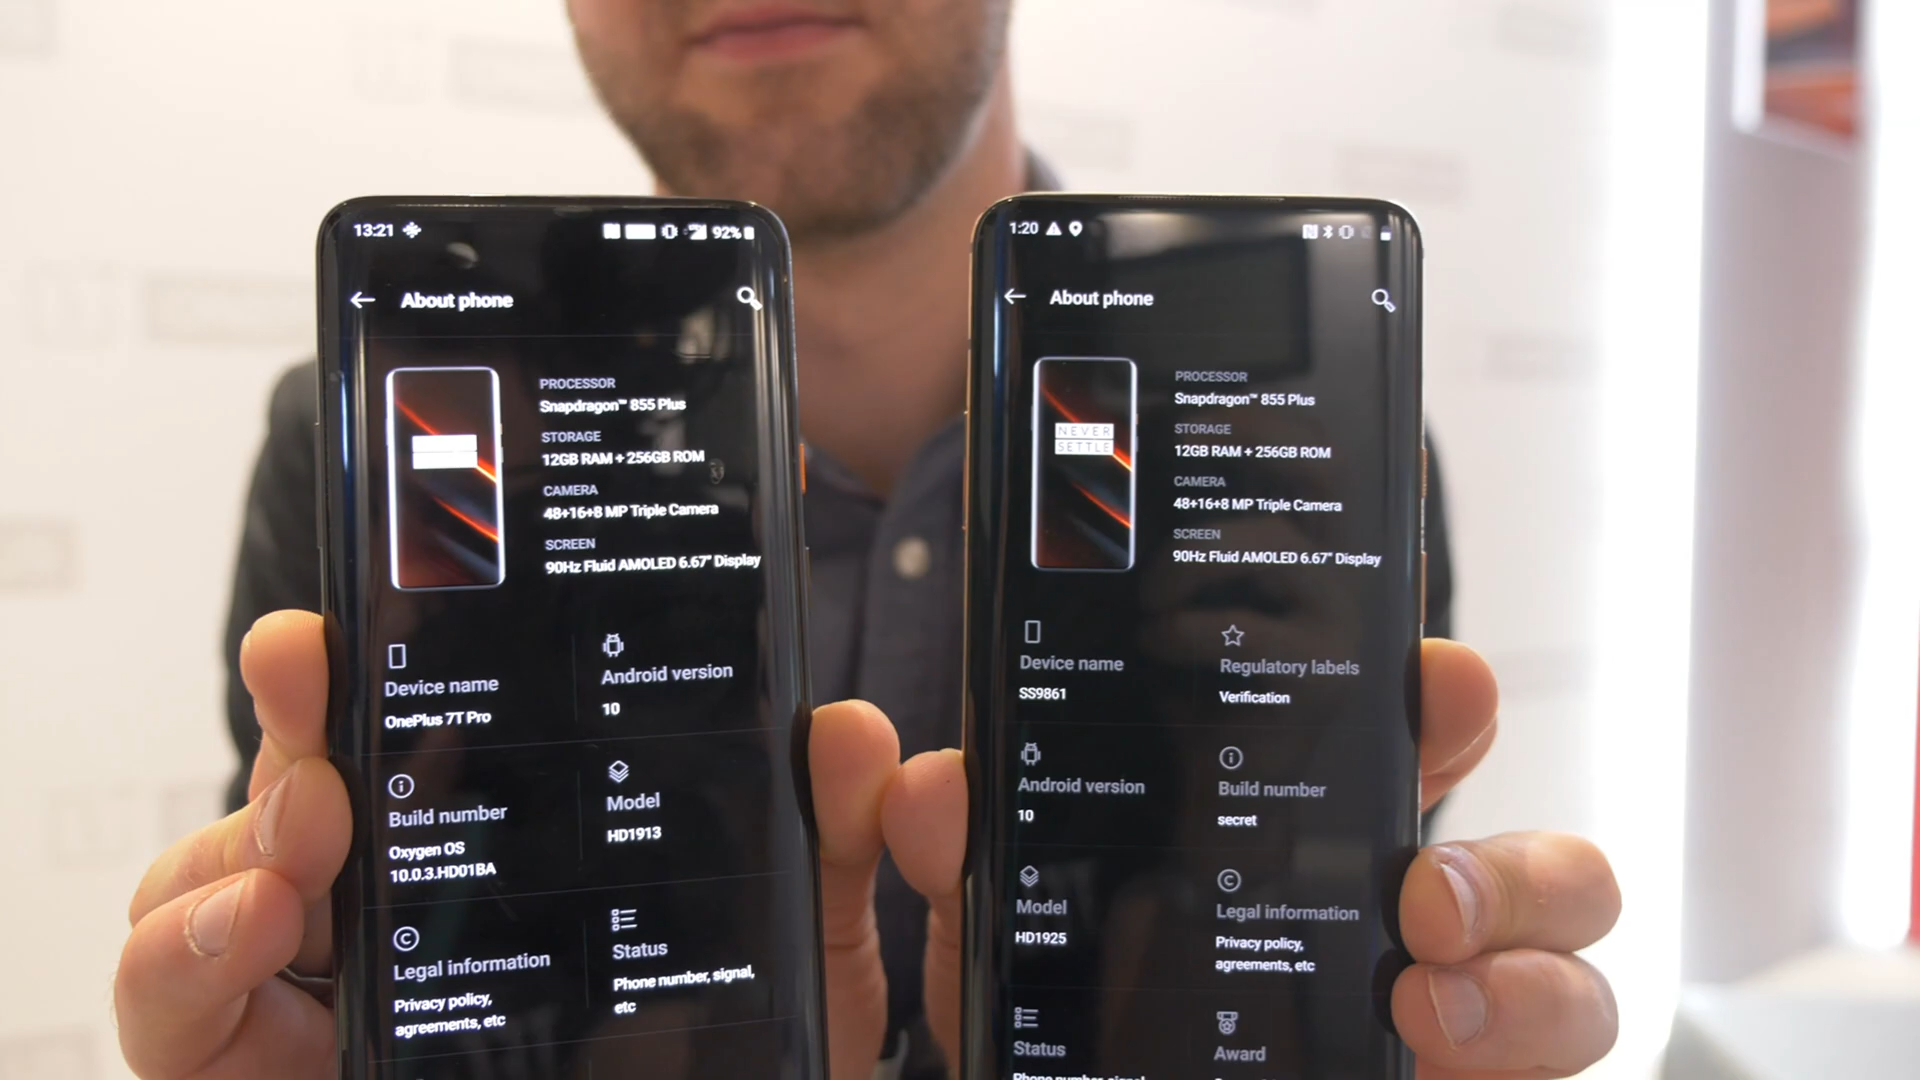 13:21
92%
About phone
PROCESSOR
Snapdragon™ 855 Plus
STORAGE
12GB RAM + 256GB ROM
CAMERA
48+16+8 MP Triple Camera
SCREEN
90Hz Fluid AMOLED 6.67" Display
Device name
OnePlus 7T Pro
Android version
10
Build number
Oxygen OS
10.0.3.HD01BA
Model
HD1913
Legal information
Privacy policy,
agreements, etc
Status
Phone number, signal,
etc
1:20
About phone
NEVER
SETTLE
PROCESSOR
Snapdragon™ 855 Plus
STORAGE
12GB RAM + 256GB ROM
CAMERA
48+16+8 MP Triple Camera
SCREEN
90Hz Fluid AMOLED 6.67" Display
Device name
SS9861
Regulatory labels
Verification
Android version
10
Build number
secret
Model
HD1925
Legal information
Privacy policy,
agreements, etc
Status
Phone number, signal,
Award